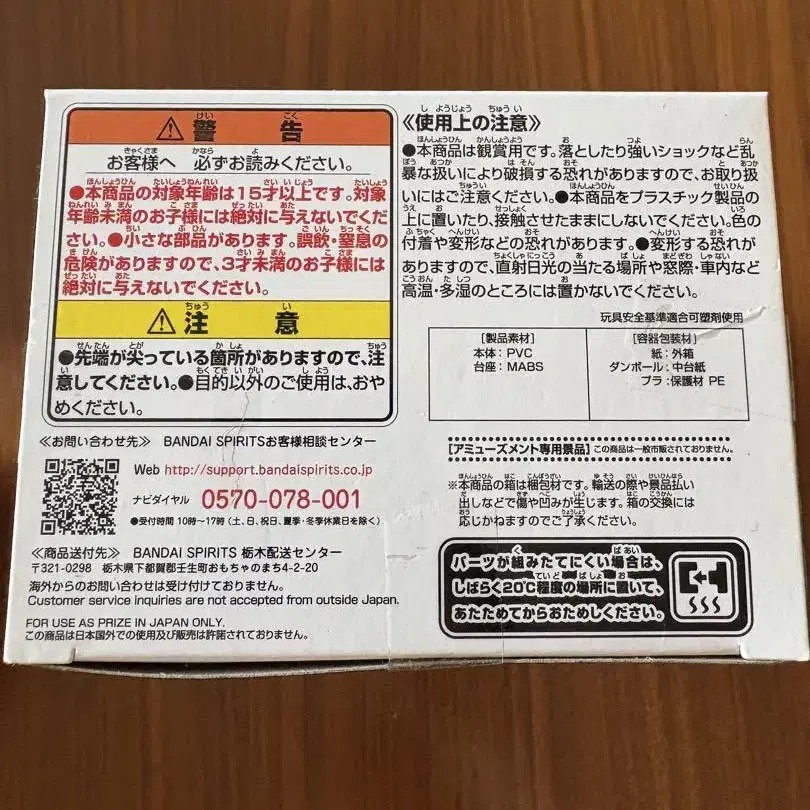 ⚠警告
お客様へ 必ずお読みください。
●本商品の対象年齢は15才以上です。対象
年齢未満のお子様には絶対に与えないでくだ
さい。●小さな部品があります。誤飲・窒息の
危険がありますので、3才未満のお子様には
絶対に与えないでください。
⚠注意
●先端が尖っている箇所がありますので、注
意してください。●目的以外のご使用は、おや
めください。
≪お問い合わせ先≫ BANDAI SPIRITSお客様相談センター
Web http://support.bandaispirits.co.jp
ナビダイヤル 0570-078-001
●受付時間 10時~17時(土、日、祝日、夏季・冬季休業日を除く)
≪商品送付先≫ BANDAI SPIRITS 栃木配送センター
〒321-0298 栃木県下都賀郡壬生町おもちゃのまち4-2-20
海外からのお問い合わせは受け付けておりません。
Customer service inquiries are not accepted from outside Japan.
FOR USE AS PRIZE IN JAPAN ONLY.
この商品は日本国外での使用及び販売は許諾されておりません。
≪使用上の注意≫
●本商品は観賞用です。落としたり強いショックなど乱
暴な扱いにより破損する恐れがありますので、お取り扱
いにはご注意ください。●本商品をプラスチック製品の
上に置いたり、接触させたままにしないでください。色の
付着や変形などの恐れがあります。●変形する恐れが
ありますので、直射日光の当たる場所や窓際・車内など
高温・多湿のところには置かないでください。
玩具安全基準適合可塑剤使用
[製品素材]
本体:PVC
台座:MABS
[容器包装材]
紙:外箱
ダンボール:中台紙
プラ:保護材 PE
[アミューズメント専用景品] この商品は一般市販されておりません。
※本商品の箱は梱包材です。輸送の際や景品払い
出しなどで傷や凹みが生じます。箱の交換には
応じかねますのでご了承ください。
パーツが組みたてにくい場合は、
しばらく20℃程度の場所に置いて、
あたためてからおためしください。